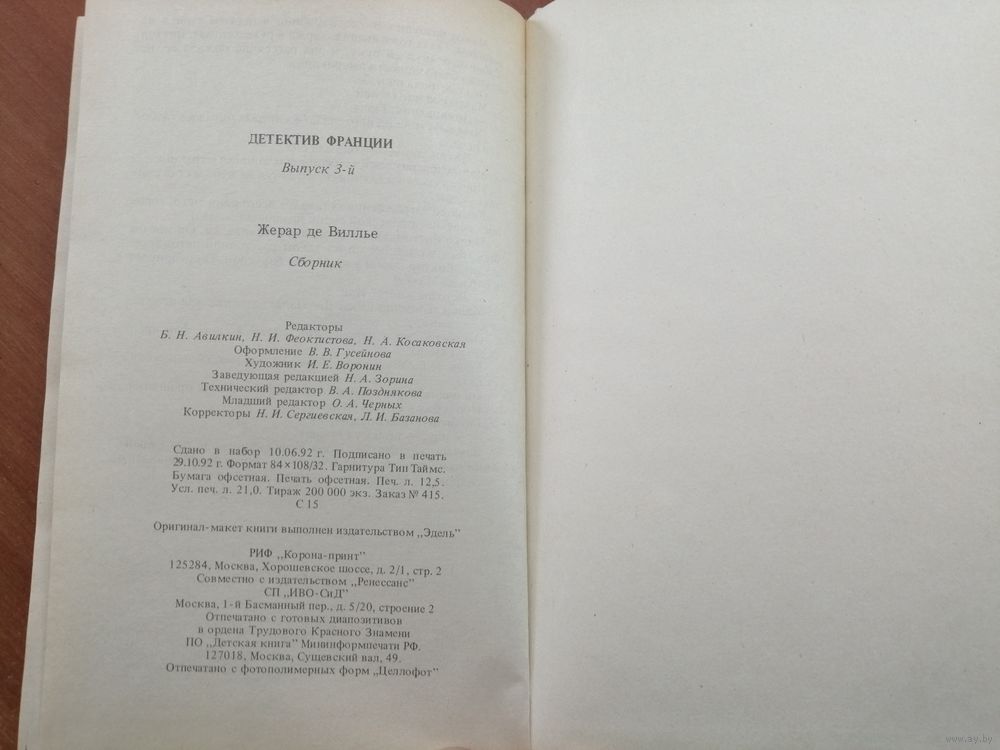 ДЕТЕКТИВ ФРАНЦИИ
Выпуск 3-й
Жерар де Виллье
Сборник
Редакторы
Б. Н. Авилкин, Н. И. Феоктистова, Н. А. Косаковская
Оформление В. В. Гусейнова
Художник И. Е. Воронин
Заведующая редакцией Н. А. Зорина
Технический редактор В. А. Позднякова
Младший редактор О. А. Черных
Корректоры Н. И. Сергиевская, Л. И. Базанова
Сдано в набор 10.06.92 г. Подписано в печать
29.10.92 г. Формат 84×108/32. Гарнитура Тип Таймс.
Бумага офсетная. Печать офсетная. Печ. л. 12,5.
Усл. печ. л. 21,0. Тираж 200 000 экз. Заказ № 415.
С 15
Оригинал-макет книги выполнен издательством „Эдель”
РИФ „Корона-принт”
125284, Москва, Хорошевское шоссе, д. 2/1, стр. 2
Совместно с издательством „Ренессанс”
СП „ИВО-СиД”
Москва, 1-й Басманный пер., д. 5/20, строение 2
Отпечатано с готовых диапозитивов
в ордена Трудового Красного Знамени
ПО „Детская книга” Мининформпечати РФ.
127018, Москва, Сущевский вал, 49.
Отпечатано с фотополимерных форм „Целлофот”
www.ay.by